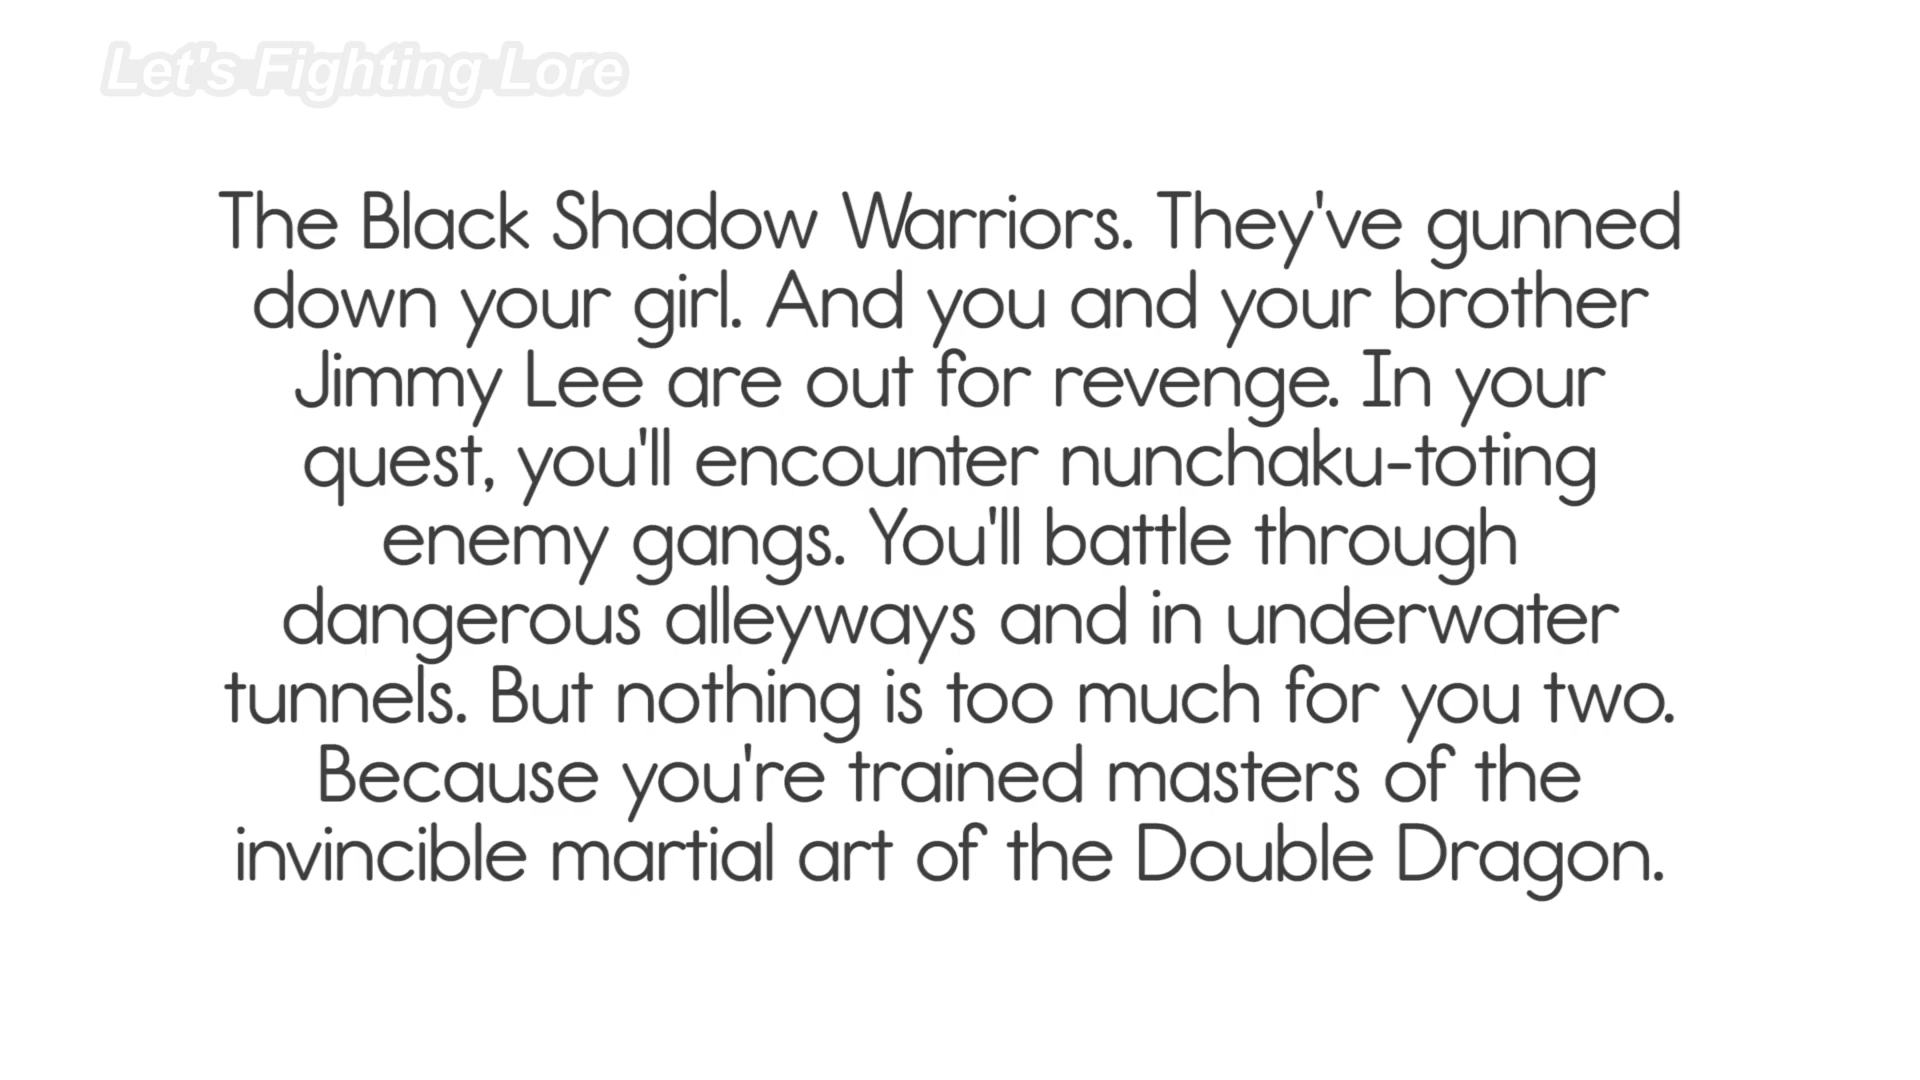 Let's Fighting Lore
The Black Shadow Warriors. They've gunned
down your girl. And you and your brother
Jimmy Lee are out for revenge. In your
quest, you'll encounter nunchaku-toting
enemy gangs. You'll battle through
dangerous alleyways and in underwater
tunnels. But nothing is too much for you two.
Because you're trained masters of the
invincible martial art of the Double Dragon.